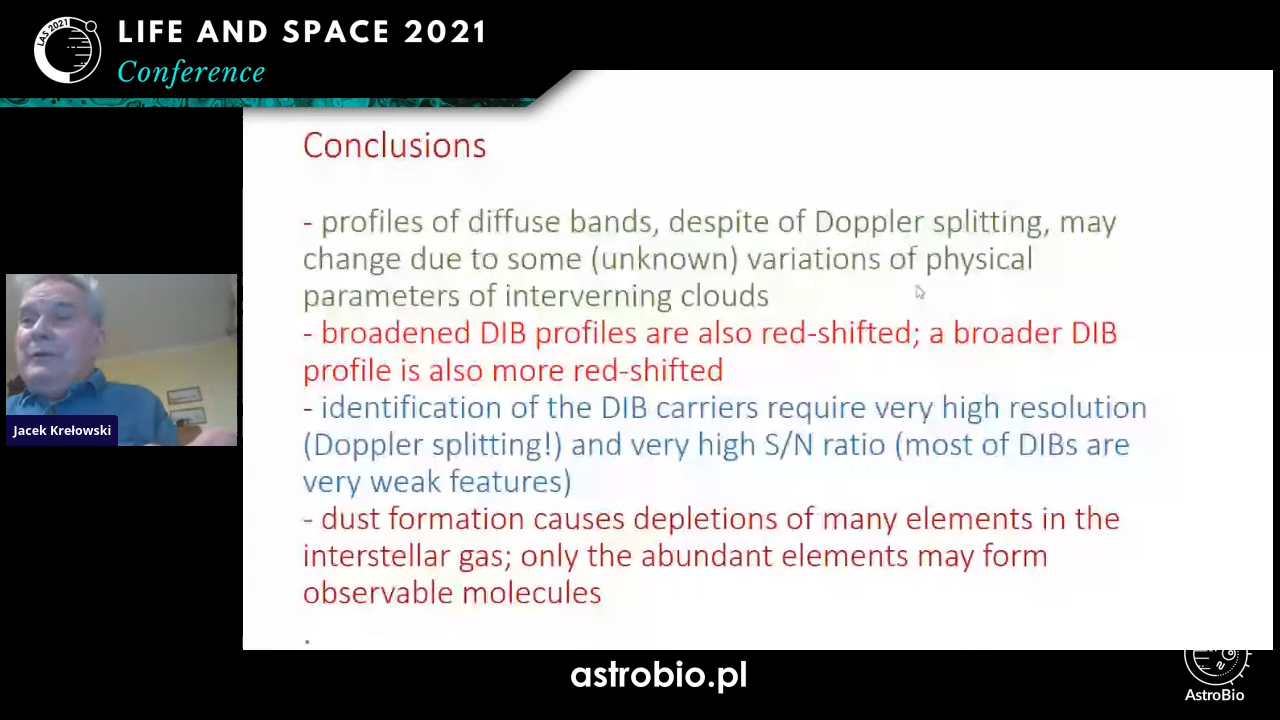 LAS 2021
LIFE AND SPACE 2021
Conference
Conclusions
- profiles of diffuse bands, despite of Doppler splitting, may
change due to some (unknown) variations of physical
parameters of interverning clouds
- broadened DIB profiles are also red-shifted; a broader DIB
profile is also more red-shifted
- identification of the DIB carriers require very high resolution
(Doppler splitting!) and very high S/N ratio (most of DIBs are
very weak features)
- dust formation causes depletions of many elements in the
interstellar gas; only the abundant elements may form
observable molecules
.
Jacek Krełowski
astrobio.pl
AstroBio